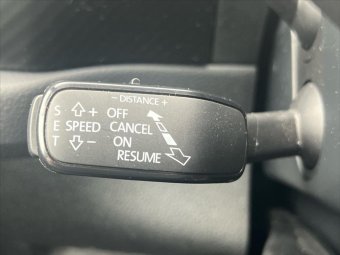 - DISTANCE +
S + OFF
E SPEED CANCEL
T - ON
RESUME